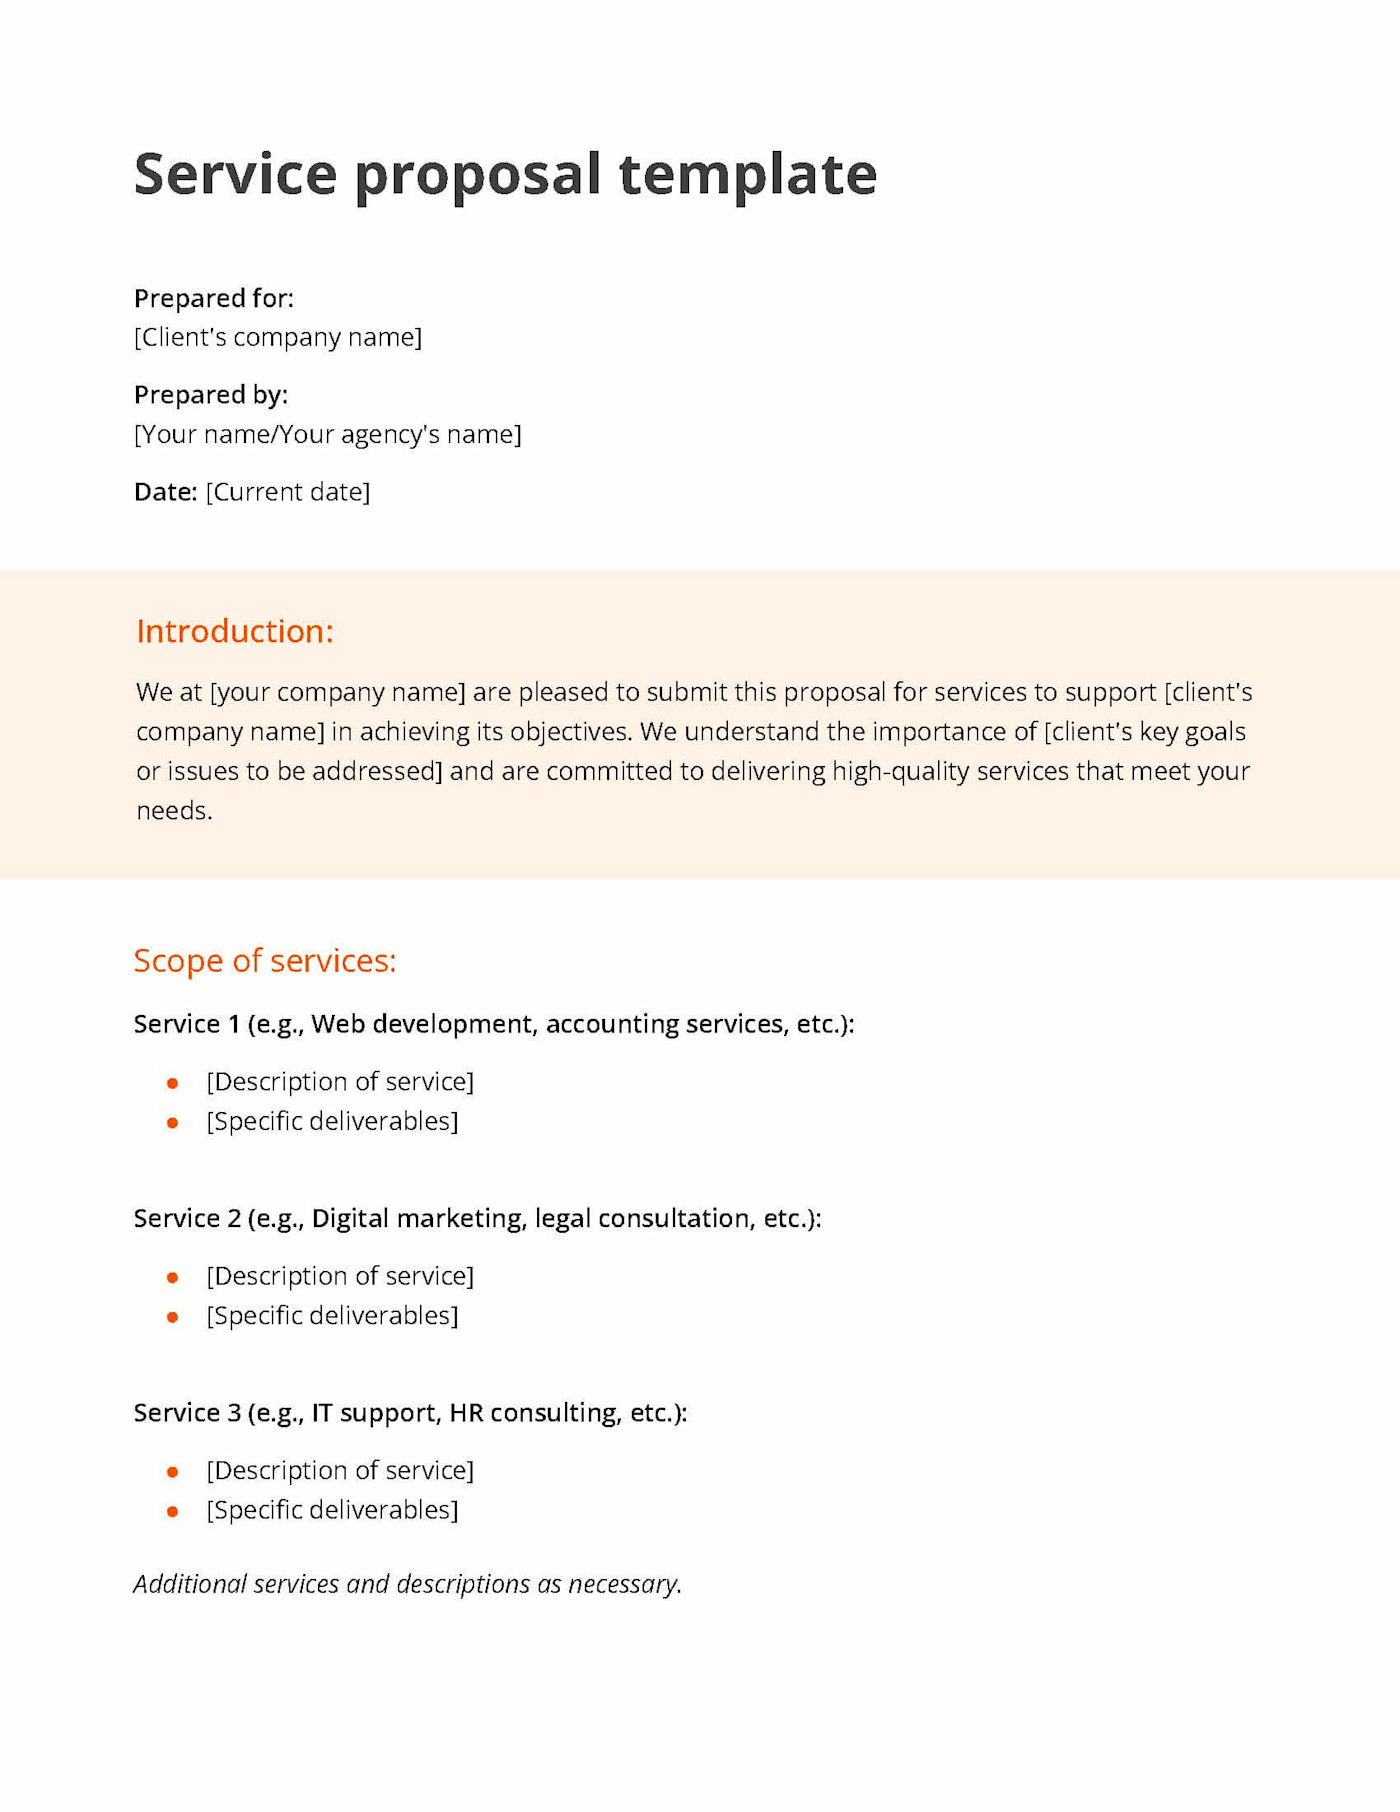 Service proposal template
Prepared for:
[Client's company name]
Prepared by:
[Your name/Your agency's name]
Date: [Current date]
Introduction:
We at [your company name] are pleased to submit this proposal for services to support [client's
company name] in achieving its objectives. We understand the importance of [client's key goals
or issues to be addressed] and are committed to delivering high-quality services that meet your
needs.
Scope of services:
Service 1 (e.g., Web development, accounting services, etc.):
● [Description of service]
● [Specific deliverables]
Service 2 (e.g., Digital marketing, legal consultation, etc.):
● [Description of service]
● [Specific deliverables]
Service 3 (e.g., IT support, HR consulting, etc.):
● [Description of service]
● [Specific deliverables]
Additional services and descriptions as necessary.